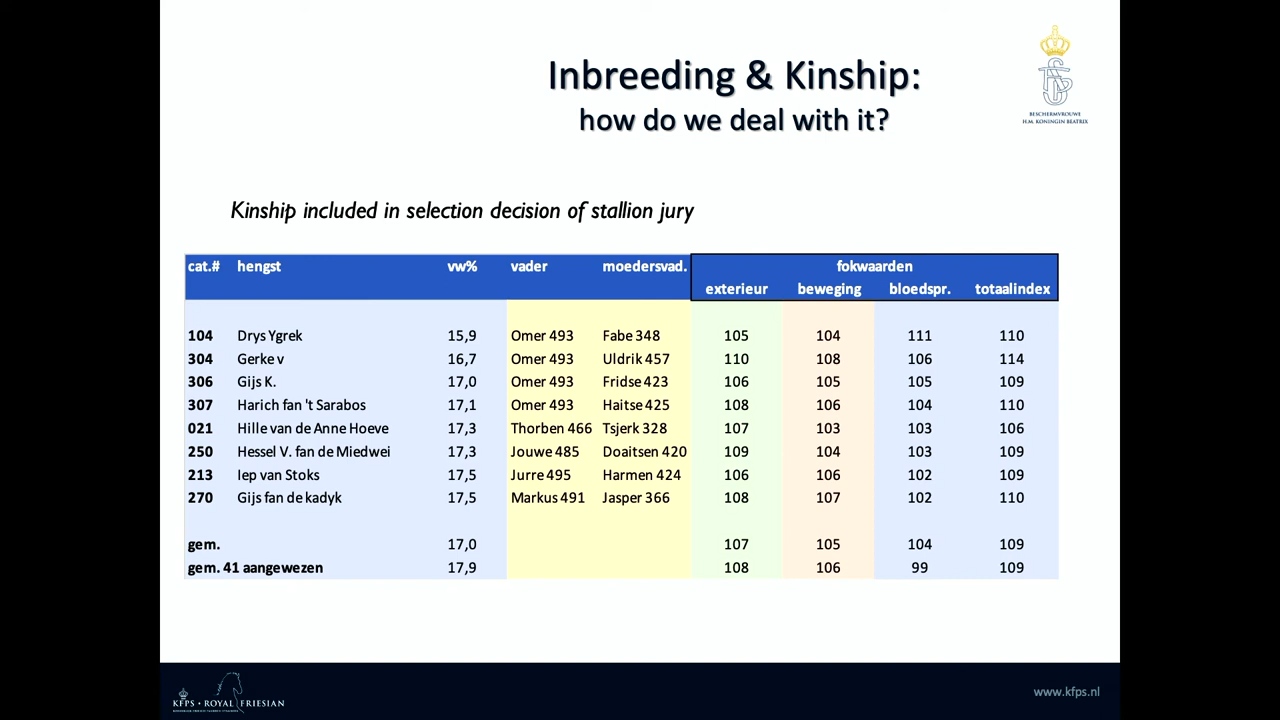 Inbreeding & Kinship:
how do we deal with it?
BESCHERMVROUWE
H.M. KONINGIN BEATRIX
Kinship included in selection decision of stallion jury
cat.# hengst vw% vader moedersvad. fokwaarden
exterieur beweging bloedspr. totaalindex
104 Drys Ygrek 15,9 Omer 493 Fabe 348 105 104 111 110
304 Gerke v 16,7 Omer 493 Uldrik 457 110 108 106 114
306 Gijs K. 17,0 Omer 493 Fridse 423 106 105 105 109
307 Harich fan 't Sarabos 17,1 Omer 493 Haitse 425 108 106 104 110
021 Hille van de Anne Hoeve 17,3 Thorben 466 Tsjerk 328 107 103 103 106
250 Hessel V. fan de Miedwei 17,3 Jouwe 485 Doaitsen 420 109 104 103 109
213 Iep van Stoks 17,5 Jurre 495 Harmen 424 106 106 102 109
270 Gijs fan de kadyk 17,5 Markus 491 Jasper 366 108 107 102 110
gem. 17,0 107 105 104 109
gem. 41 aangewezen 17,9 108 106 99 109
KFPS • ROYAL FRIESIAN
www.kfps.nl